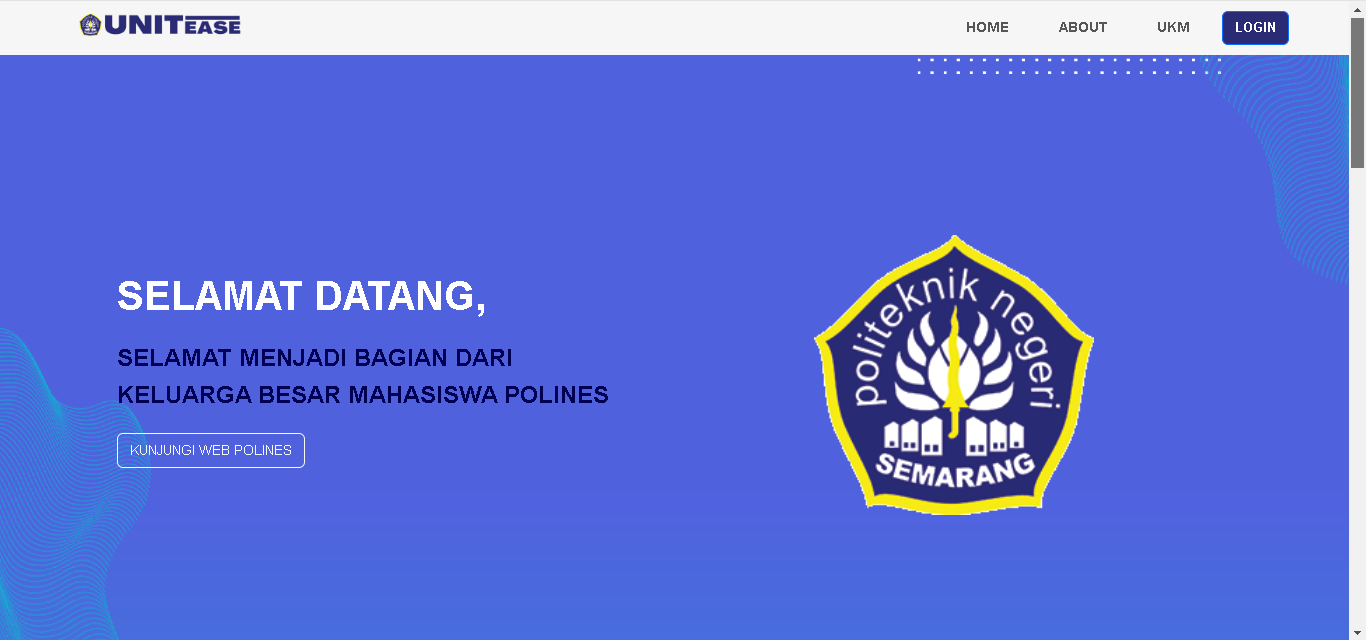 UNITEASE
HOME
ABOUT
UKM
LOGIN
SELAMAT DATANG,
SELAMAT MENJADI BAGIAN DARI
KELUARGA BESAR MAHASISWA POLINES
KUNJUNGI WEB POLINES
politeknik negeri
SEMARANG